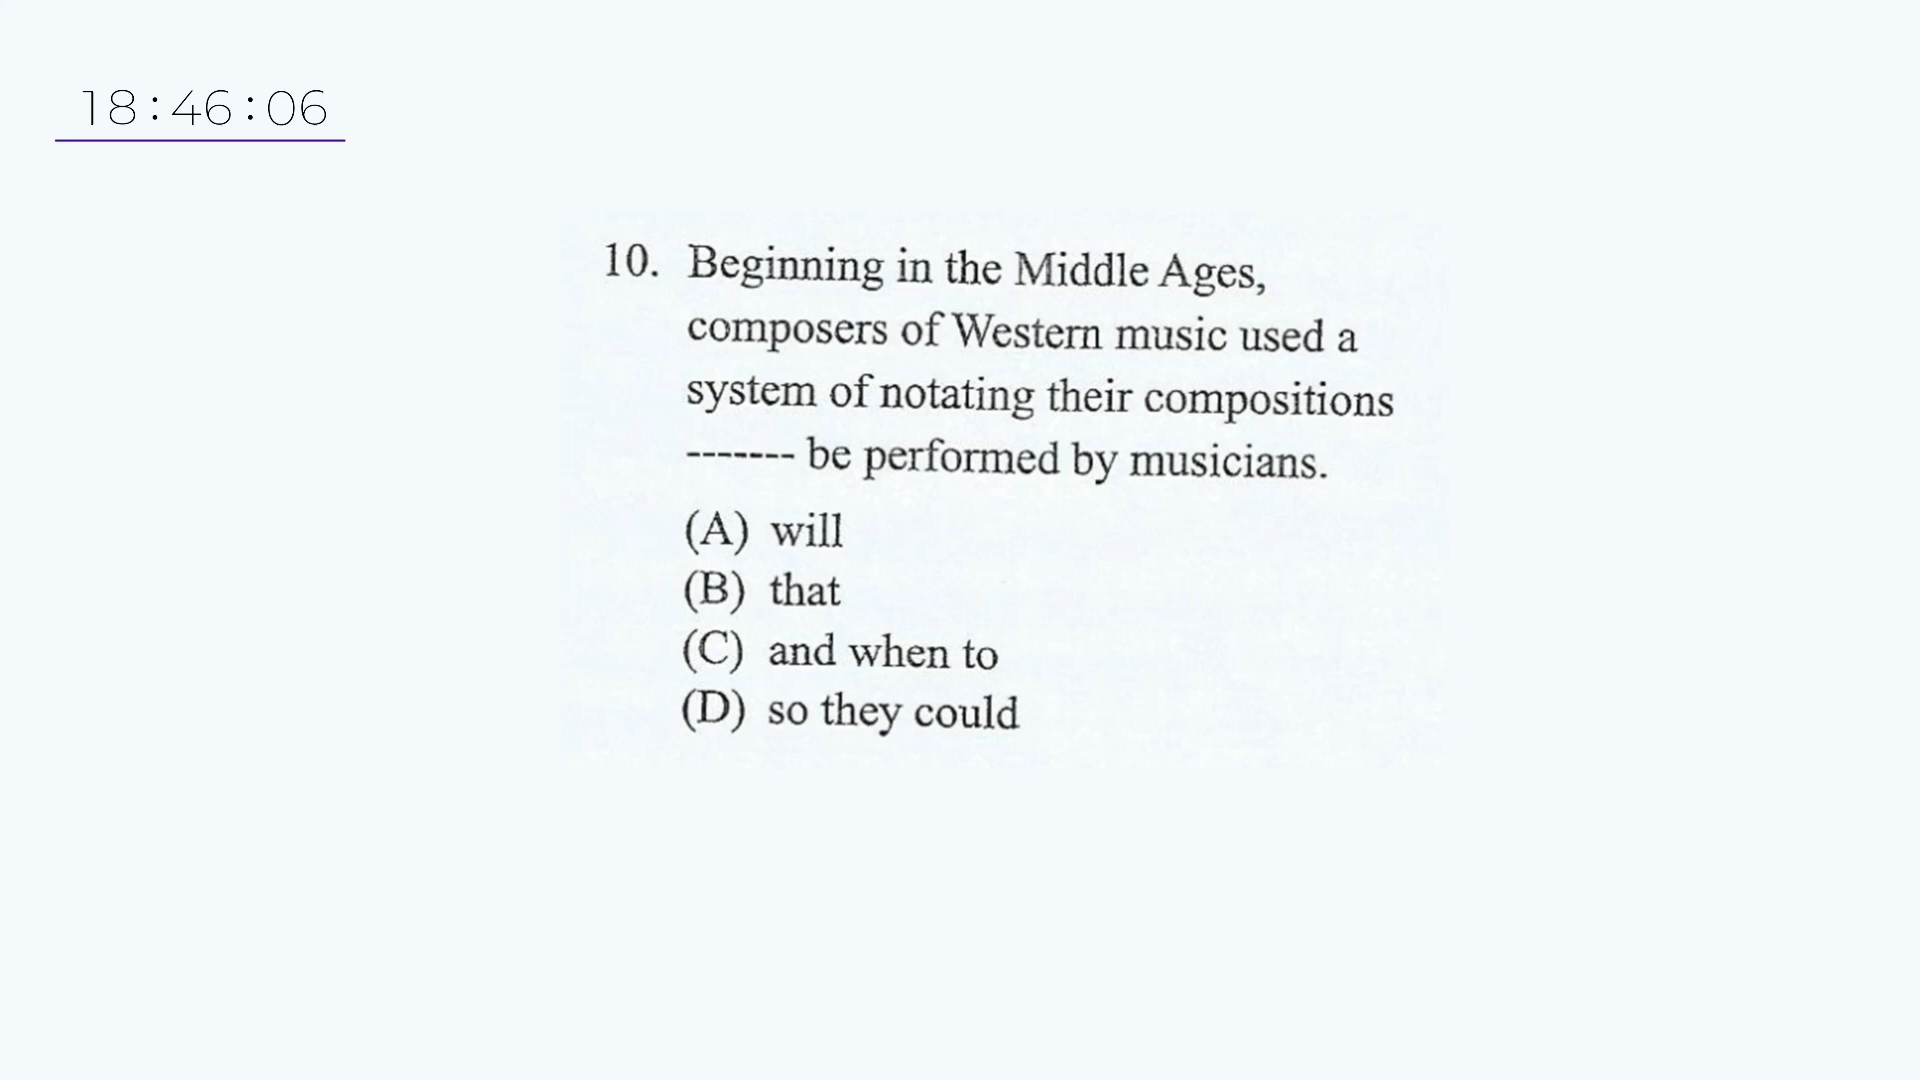 18:46:06
10. Beginning in the Middle Ages,
composers of Western music used a
system of notating their compositions
------- be performed by musicians.
(A) will
(B) that
(C) and when to
(D) so they could